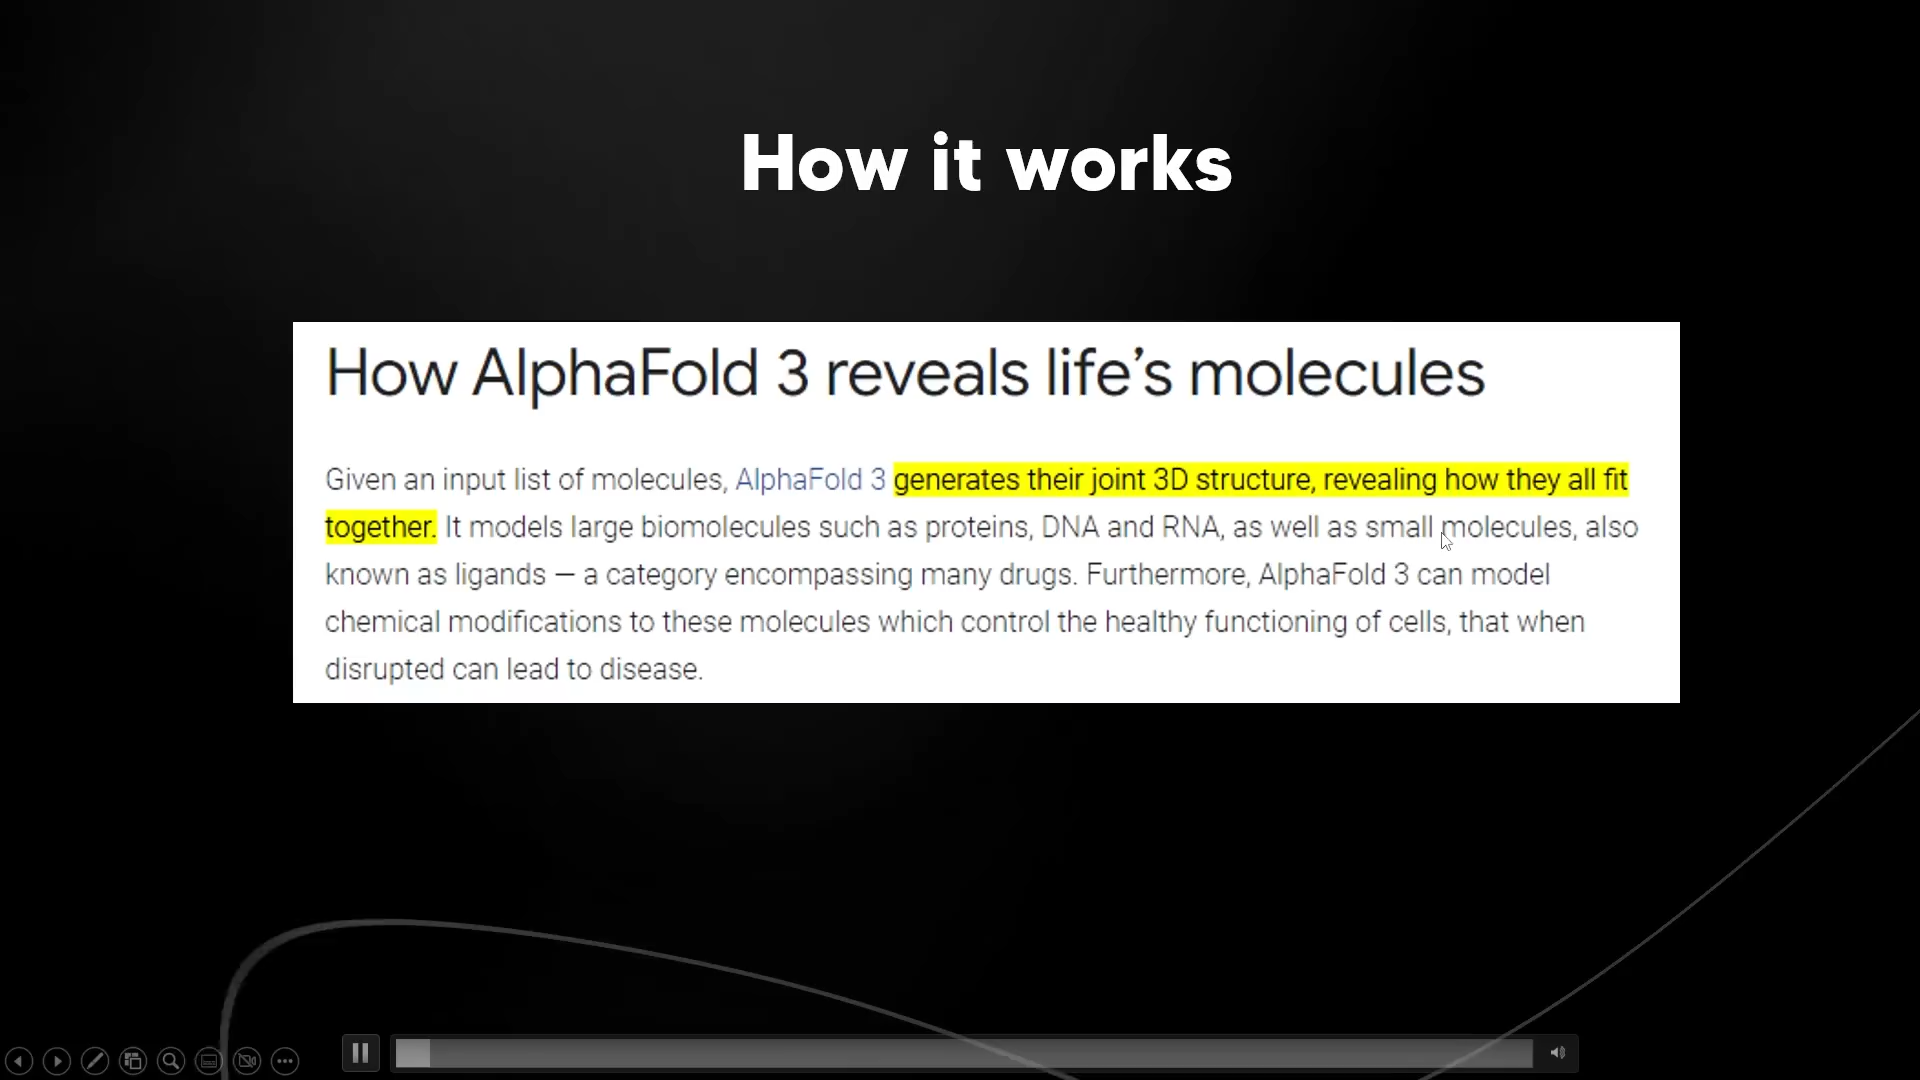 How it works
How AlphaFold 3 reveals life’s molecules
Given an input list of molecules, AlphaFold 3 generates their joint 3D structure, revealing how they all fit
together. It models large biomolecules such as proteins, DNA and RNA, as well as small molecules, also
known as ligands — a category encompassing many drugs. Furthermore, AlphaFold 3 can model
chemical modifications to these molecules which control the healthy functioning of cells, that when
disrupted can lead to disease.